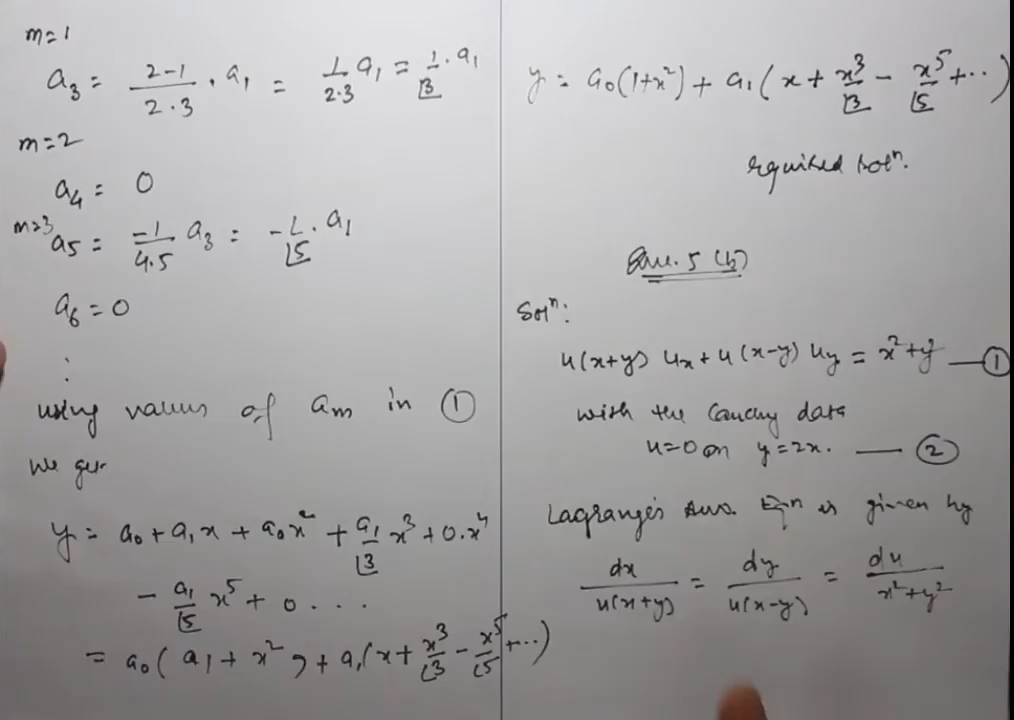 m=1
a₃ = (2-1)/(2·3) · a₁ = 1/(2·3) a₁ = 1/|3 · a₁
m=2
a₄ = 0
m=3 a₅ = -1/(4.5) a₃ = -1/|5 · a₁
a₆ = 0
⋮
using values of am in ①
we get
y = a₀ + a₁x + a₀x² + a₁/|3 x³ + 0·x⁴
- a₁/|5 x⁵ + 0 ....
= a₀(a₁ + x²) + a₁(x + x³/|3 - x⁵/|5 + ...)
y = a₀(1+x²) + a₁(x + x³/|3 - x⁵/|5 + ...)
required solⁿ.
Que. 5 (b)
Solⁿ:
u(x+y) ux + u(x-y) uy = x²+y² — ①
with the Cauchy data
u=0 on y=2x. — ②
Lagrange's Aux. Eqⁿ is given by
dx/u(x+y) = dy/u(x-y) = du/x²+y²